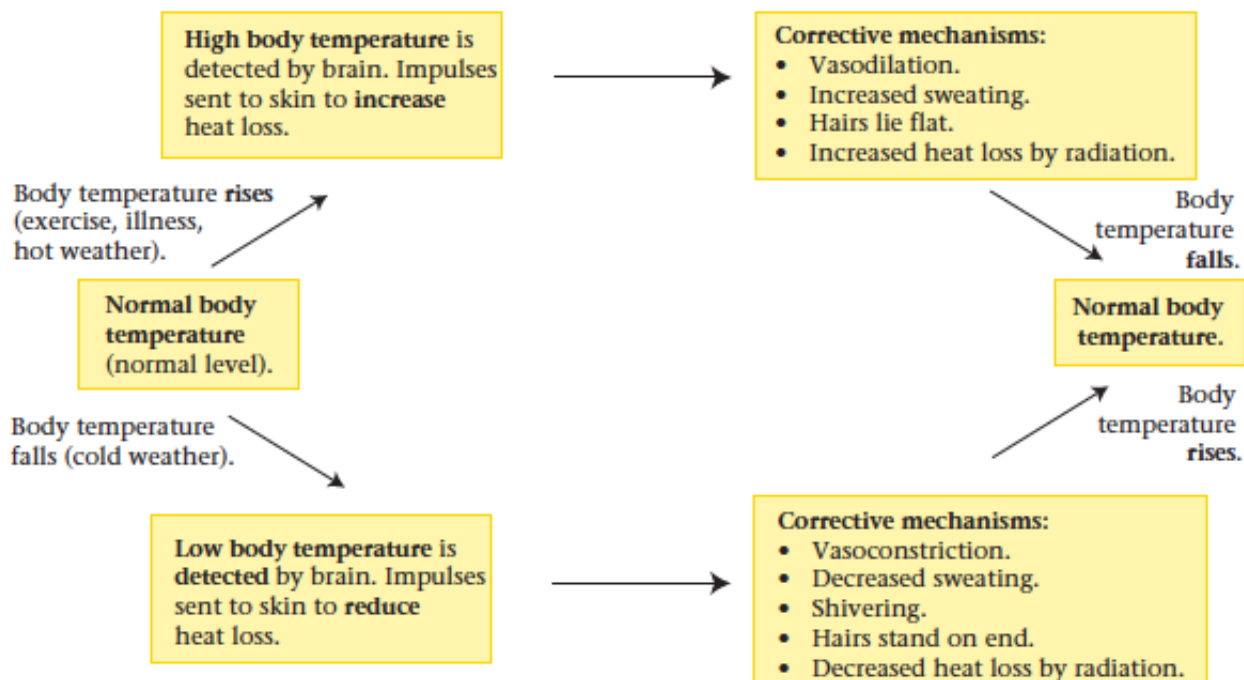 High body temperature is
detected by brain. Impulses
sent to skin to increase
heat loss.
Corrective mechanisms:
• Vasodilation.
• Increased sweating.
• Hairs lie flat.
• Increased heat loss by radiation.
Body temperature rises
(exercise, illness,
hot weather).
Body
temperature
falls.
Normal body
temperature
(normal level).
Normal body
temperature.
Body temperature
falls (cold weather).
Body
temperature
rises.
Low body temperature is
detected by brain. Impulses
sent to skin to reduce
heat loss.
Corrective mechanisms:
• Vasoconstriction.
• Decreased sweating.
• Shivering.
• Hairs stand on end.
• Decreased heat loss by radiation.